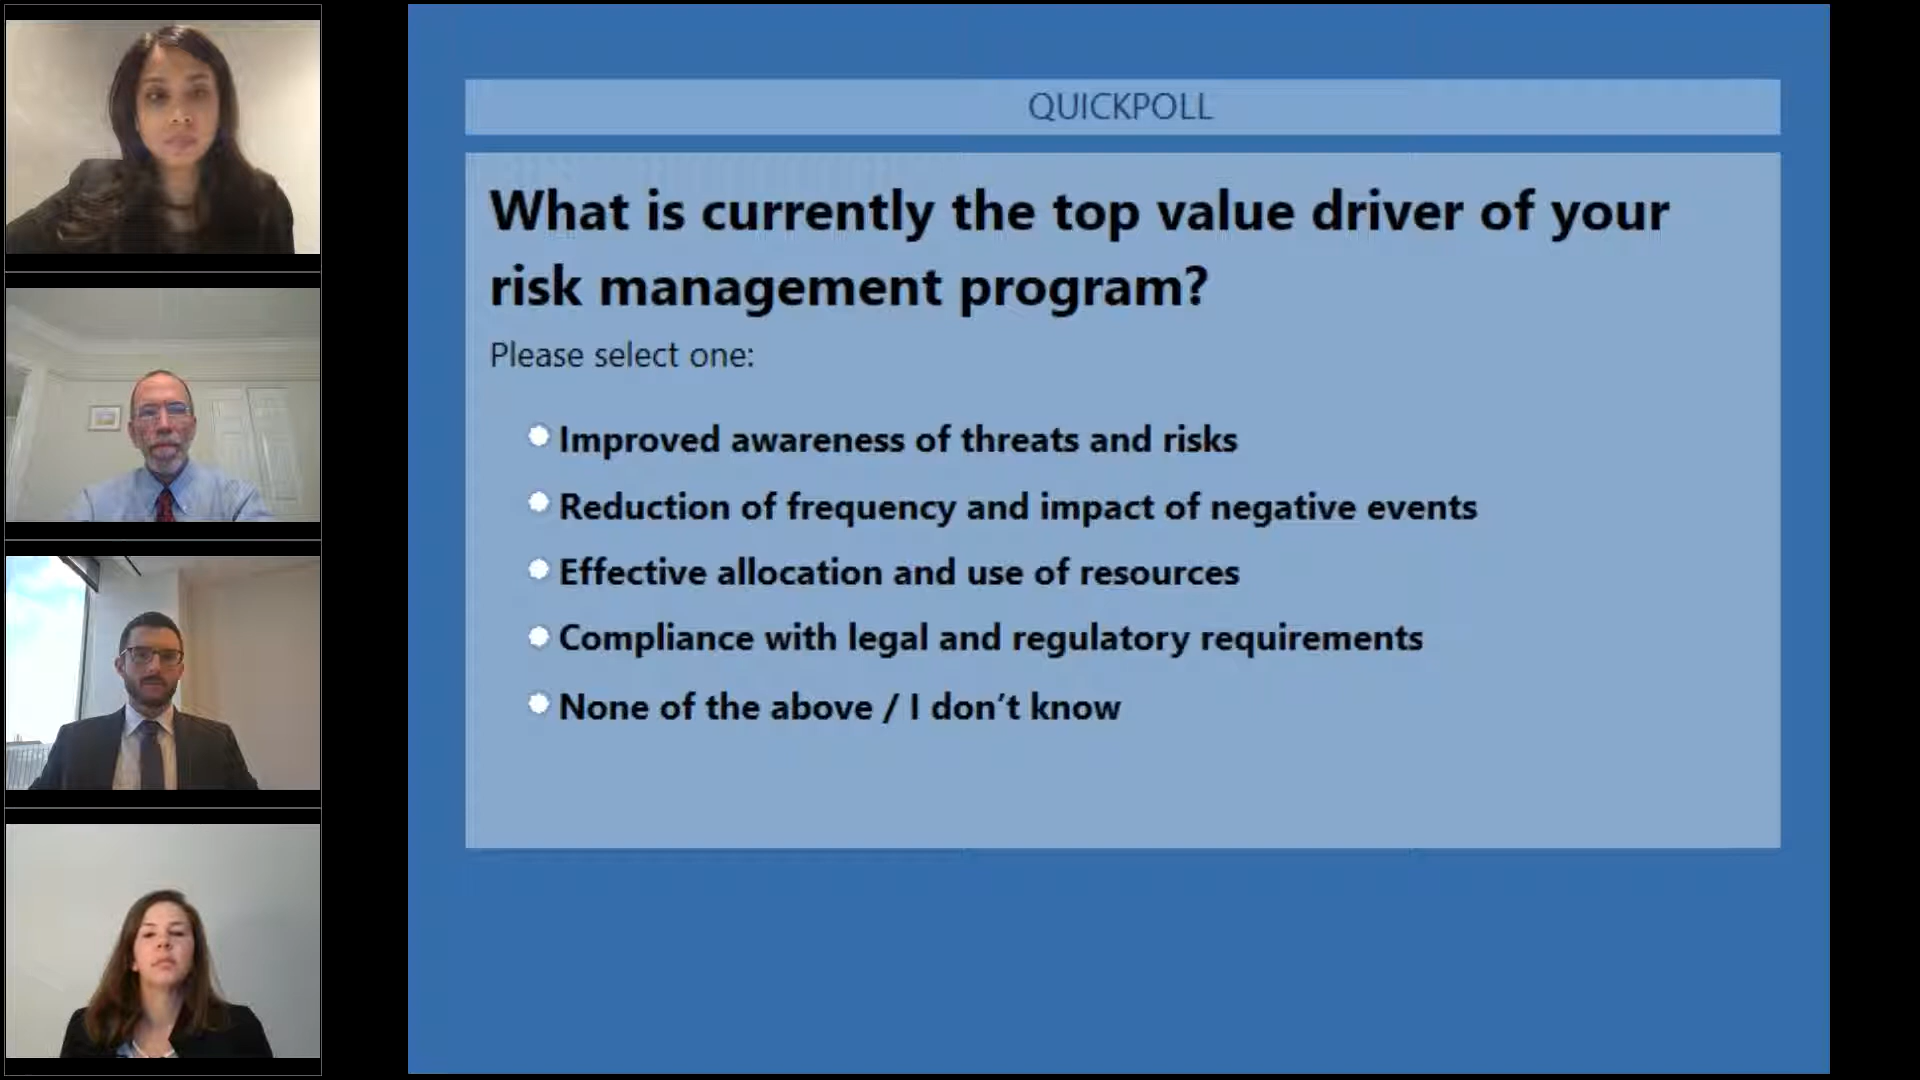 QUICKPOLL
What is currently the top value driver of your
risk management program?
Please select one:
Improved awareness of threats and risks
Reduction of frequency and impact of negative events
Effective allocation and use of resources
Compliance with legal and regulatory requirements
None of the above / I don’t know